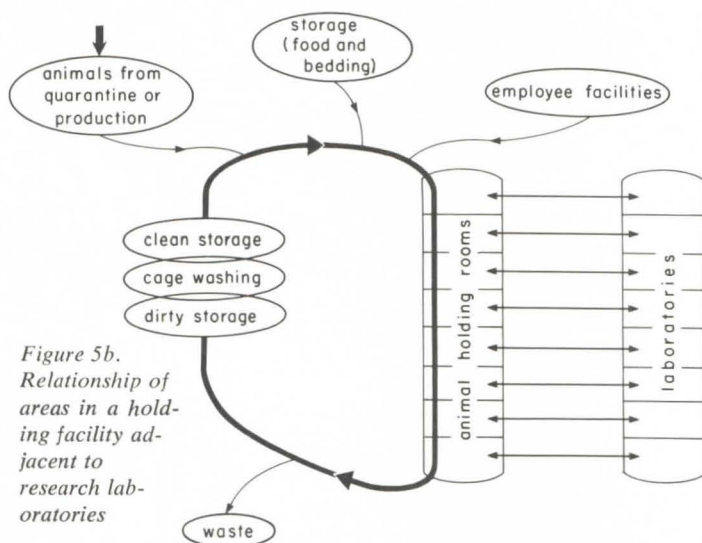 storage
(food and
bedding)
animals from
quarantine or
production
employee facilities
clean storage
cage washing
dirty storage
animal holding rooms
laboratories
Figure 5b.
Relationship of
areas in a hold-
ing facility ad-
jacent to
research lab-
oratories
waste